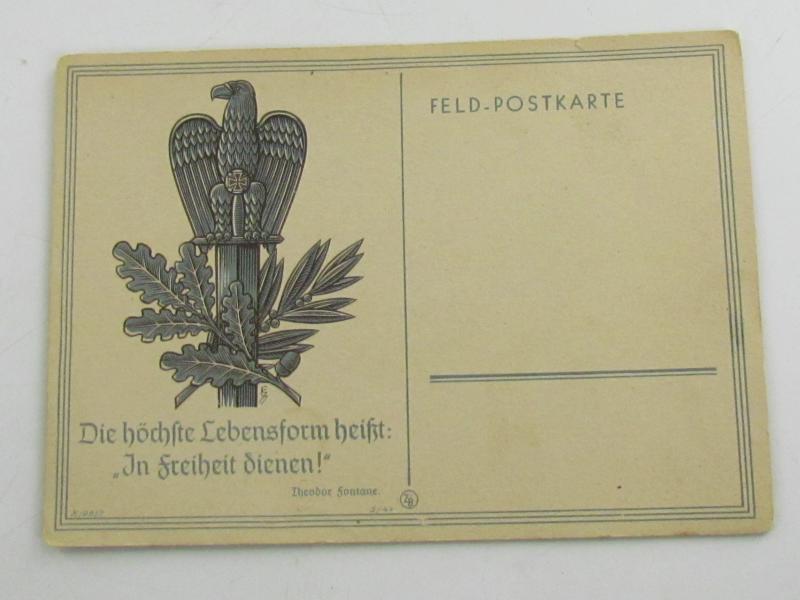 FELD-POSTKARTE
Die höchste Lebensform heißt:
„In Freiheit dienen!"
Theodor Fontane.